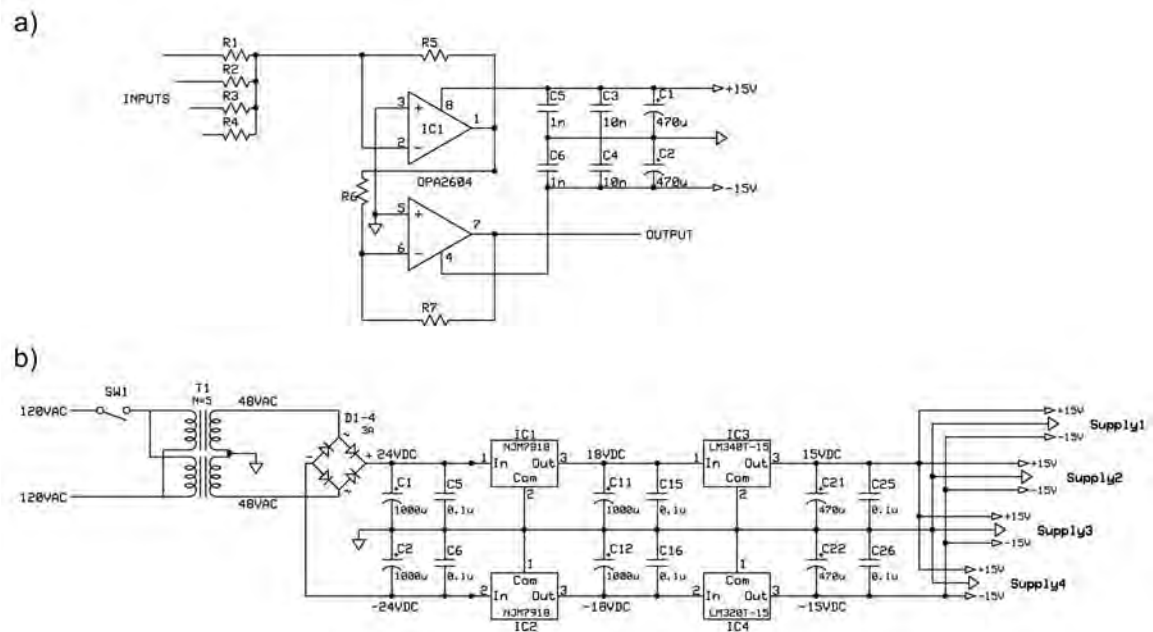 a)
R1
R2
R3
R4
INPUTS
R5
3
+
8
IC1
1
2
-
OPA2604
R6
5
+
7
6
-
4
R7
OUTPUT
C5
1n
C3
10n
C1
470u
C6
1n
C4
10n
C2
470u
+15V
-15V
b)
120VAC
SW1
T1
N=5
48VAC
120VAC
48VAC
D1-4
3A
~
-
+
~
24VDC
C1
1000u
C5
0.1u
C2
1000u
C6
0.1u
-24VDC
IC1
NJM7918
1
In
Out
3
Com
2
1
Com
2
In
Out
3
NJM7918
IC2
18VDC
C11
1000u
C15
0.1u
C12
1000u
C16
0.1u
-18VDC
IC3
LM340T-15
1
In
Out
3
Com
2
1
Com
2
In
Out
3
LM320T-15
IC4
15VDC
C21
470u
C25
0.1u
C22
470u
C26
0.1u
-15VDC
+15V
Supply1
-15V
+15V
Supply2
-15V
+15V
Supply3
-15V
+15V
Supply4
-15V